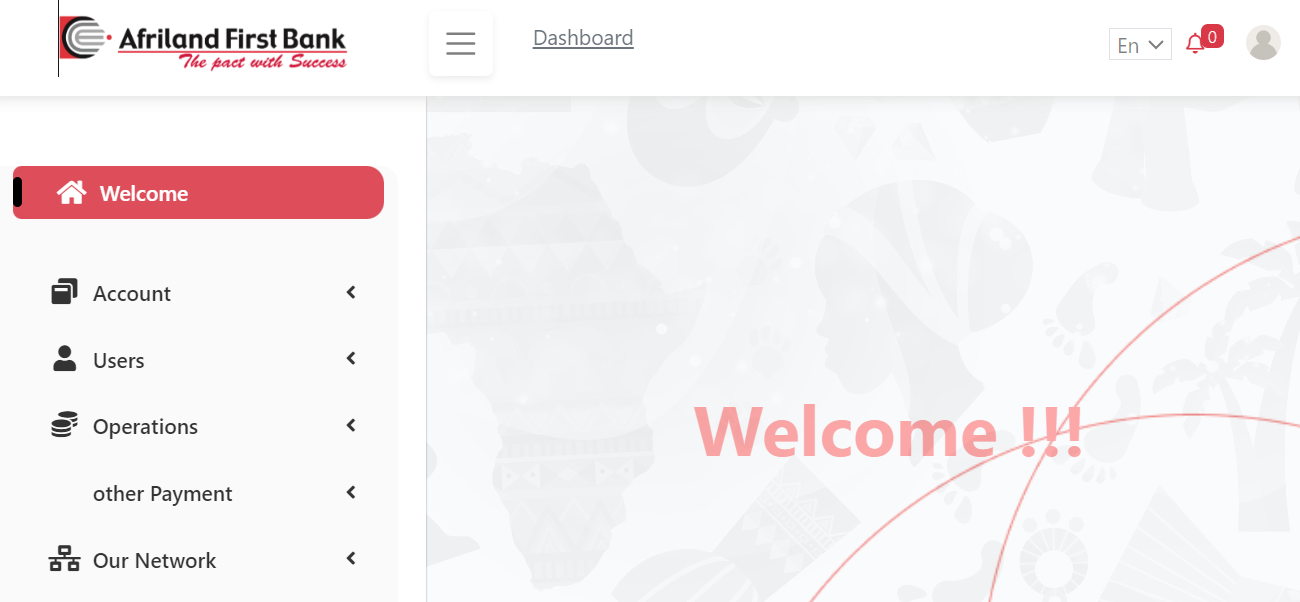 Afriland First Bank
The pact with Success
Dashboard
En
0
Welcome
Account
Users
Operations
other Payment
Our Network
Welcome !!!